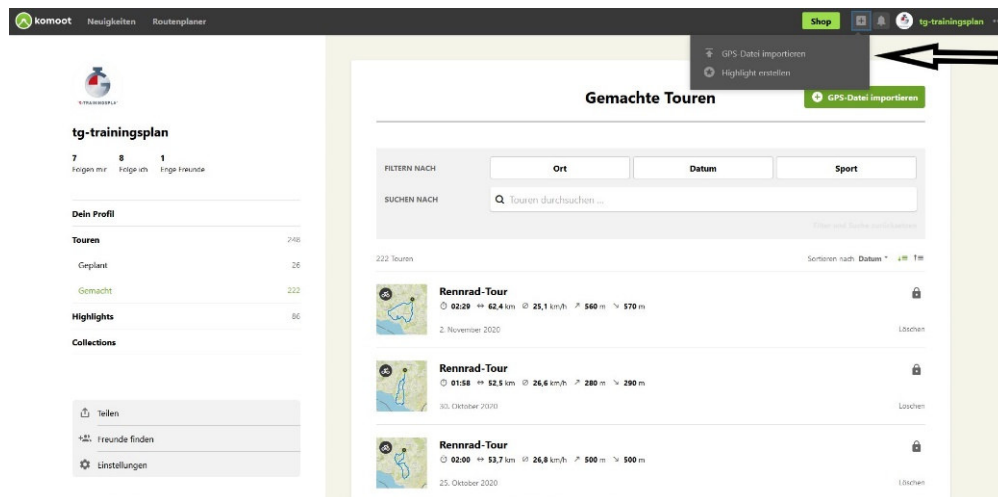 komoot Neuigkeiten Routenplaner Shop tg-trainingsplan
GPS-Datei importieren
Highlight erstellen
tg-trainingsplan
7 8 1
Folgen mir Folge ich Enge Freunde
Dein Profil
Touren 248
Geplant 26
Gemacht 222
Highlights 86
Collections
Teilen
Freunde finden
Einstellungen
Gemachte Touren
GPS-Datei importieren
FILTERN NACH Ort Datum Sport
SUCHEN NACH Touren durchsuchen ...
Filter und Suche zurücksetzen
222 Touren Sortieren nach Datum
Rennrad-Tour
02:29 62,4 km 25,1 km/h 560 m 570 m
2. November 2020 Löschen
Rennrad-Tour
01:58 52,5 km 26,6 km/h 280 m 290 m
30. Oktober 2020 Löschen
Rennrad-Tour
02:00 53,7 km 26,8 km/h 500 m 500 m
25. Oktober 2020 Löschen